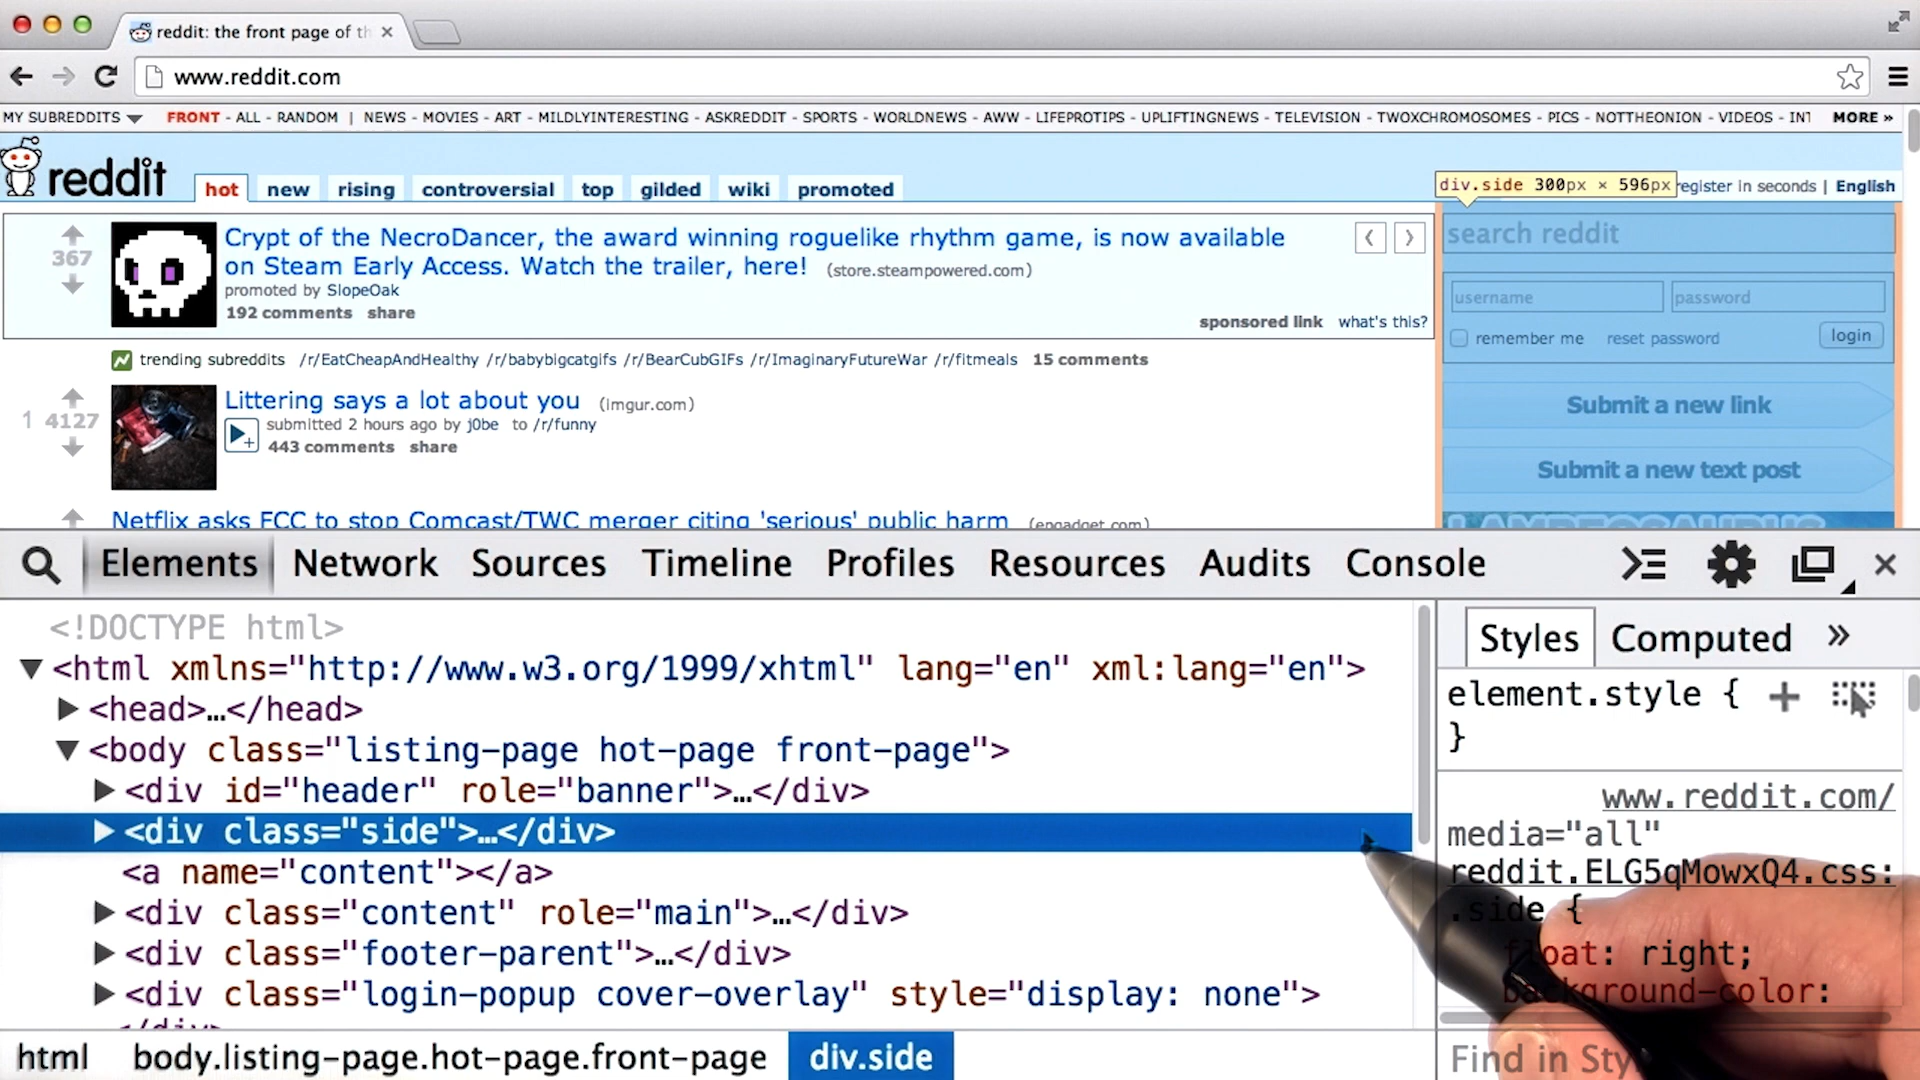 reddit: the front page of th
www.reddit.com
MY SUBREDDITS FRONT - ALL - RANDOM | NEWS - MOVIES - ART - MILDLYINTERESTING - ASKREDDIT - SPORTS - WORLDNEWS - AWW - LIFEPROTIPS - UPLIFTINGNEWS - TELEVISION - TWOXCHROMOSOMES - PICS - NOTTHEONION - VIDEOS - INT MORE »
reddit hot new rising controversial top gilded wiki promoted
div.side 300px × 596px register in seconds | English
367
Crypt of the NecroDancer, the award winning roguelike rhythm game, is now available
on Steam Early Access. Watch the trailer, here! (store.steampowered.com)
promoted by SlopeOak
192 comments share
sponsored link what's this?
search reddit
username password
remember me reset password login
Submit a new link
Submit a new text post
trending subreddits /r/EatCheapAndHealthy /r/babybigcatgifs /r/BearCubGIFs /r/ImaginaryFutureWar /r/fitmeals 15 comments
1 4127
Littering says a lot about you (imgur.com)
submitted 2 hours ago by j0be to /r/funny
443 comments share
Netflix asks FCC to stop Comcast/TWC merger citing 'serious' public harm (engadget.com)
Elements Network Sources Timeline Profiles Resources Audits Console
<!DOCTYPE html>
<html xmlns="http://www.w3.org/1999/xhtml" lang="en" xml:lang="en">
<head>…</head>
<body class="listing-page hot-page front-page">
<div id="header" role="banner">…</div>
<div class="side">…</div>
<a name="content"></a>
<div class="content" role="main">…</div>
<div class="footer-parent">…</div>
<div class="login-popup cover-overlay" style="display: none">
</div>
html body.listing-page.hot-page.front-page div.side
Styles Computed »
element.style {
}
www.reddit.com/
media="all"
reddit.ELG5qMowxQ4.css:
.side {
float: right;
background-color:
Find in Sty